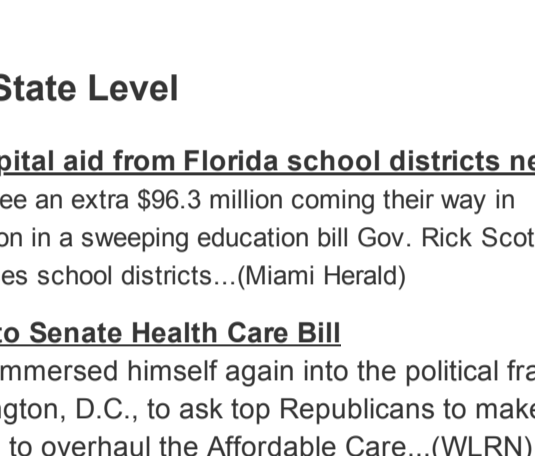 State Level
pital aid from Florida school districts ne
ee an extra $96.3 million coming their way in
on in a sweeping education bill Gov. Rick Scot
es school districts...(Miami Herald)
to Senate Health Care Bill
mmersed himself again into the political fra
gton, D.C., to ask top Republicans to make
to overhaul the Affordable Care...(WLRN)